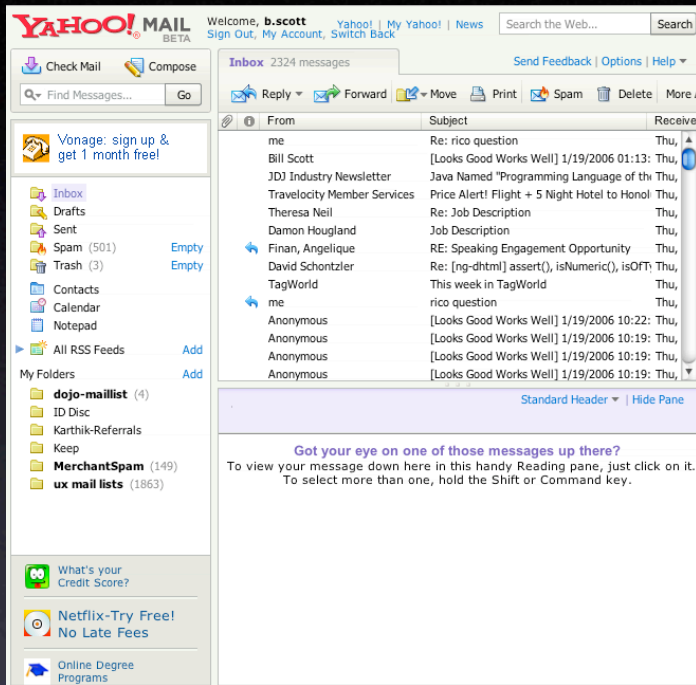 YAHOO! MAIL
BETA
Welcome, b.scott Yahoo! | My Yahoo! | News
Sign Out, My Account, Switch Back
Search the Web...
Search
Check Mail
Compose
Find Messages...
Go
Vonage: sign up &
get 1 month free!
Inbox
Drafts
Sent
Spam (501) Empty
Trash (3) Empty
Contacts
Calendar
Notepad
All RSS Feeds Add
My Folders Add
dojo-maillist (4)
ID Disc
Karthik-Referrals
Keep
MerchantSpam (149)
ux mail lists (1863)
What's your
Credit Score?
Netflix-Try Free!
No Late Fees
Online Degree
Programs
Inbox 2324 messages
Send Feedback | Options | Help
Reply Forward Move Print Spam Delete More
From Subject Receive
me Re: rico question Thu,
Bill Scott [Looks Good Works Well] 1/19/2006 01:13: Thu,
JDJ Industry Newsletter Java Named "Programming Language of th Thu,
Travelocity Member Services Price Alert! Flight + 5 Night Hotel to Honol Thu,
Theresa Neil Re: Job Description Thu,
Damon Hougland Job Description Thu,
Finan, Angelique RE: Speaking Engagement Opportunity Thu,
David Schontzler Re: [ng-dhtml] assert(), isNumeric(), isOfT Thu,
TagWorld This week in TagWorld Thu,
me rico question Thu,
Anonymous [Looks Good Works Well] 1/19/2006 10:22: Thu,
Anonymous [Looks Good Works Well] 1/19/2006 10:19: Thu,
Anonymous [Looks Good Works Well] 1/19/2006 10:19: Thu,
Anonymous [Looks Good Works Well] 1/19/2006 10:19: Thu,
Standard Header | Hide Pane
Got your eye on one of those messages up there?
To view your message down here in this handy Reading pane, just click on it.
To select more than one, hold the Shift or Command key.